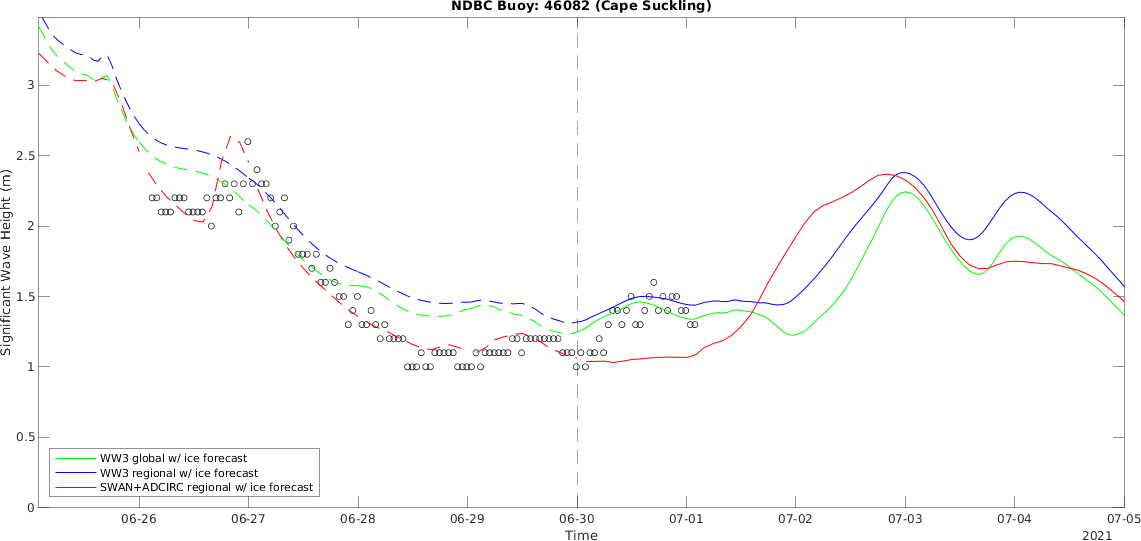 NDBC Buoy: 46082 (Cape Suckling)
Significant Wave Height (m)
3
2.5
2
1.5
1
0.5
0
WW3 global w/ ice forecast
WW3 regional w/ ice forecast
SWAN+ADCIRC regional w/ ice forecast
06-26 06-27 06-28 06-29 06-30 07-01 07-02 07-03 07-04 07-05
Time
2021